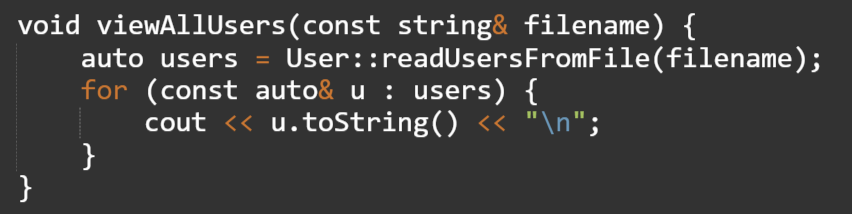 void viewAllUsers(const string& filename) {
    auto users = User::readUsersFromFile(filename);
    for (const auto& u : users) {
        cout << u.toString() << "\n";
    }
}